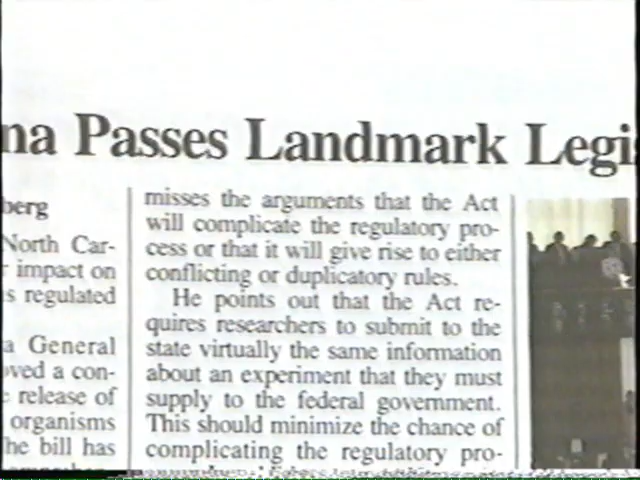 na Passes Landmark Legis
berg
North Car-
r impact on
s regulated
a General
oved a con-
release of
organisms
The bill has
misses the arguments that the Act
will complicate the regulatory pro-
cess or that it will give rise to either
conflicting or duplicatory rules.
He points out that the Act re-
quires researchers to submit to the
state virtually the same information
about an experiment that they must
supply to the federal government.
This should minimize the chance of
complicating the regulatory pro-